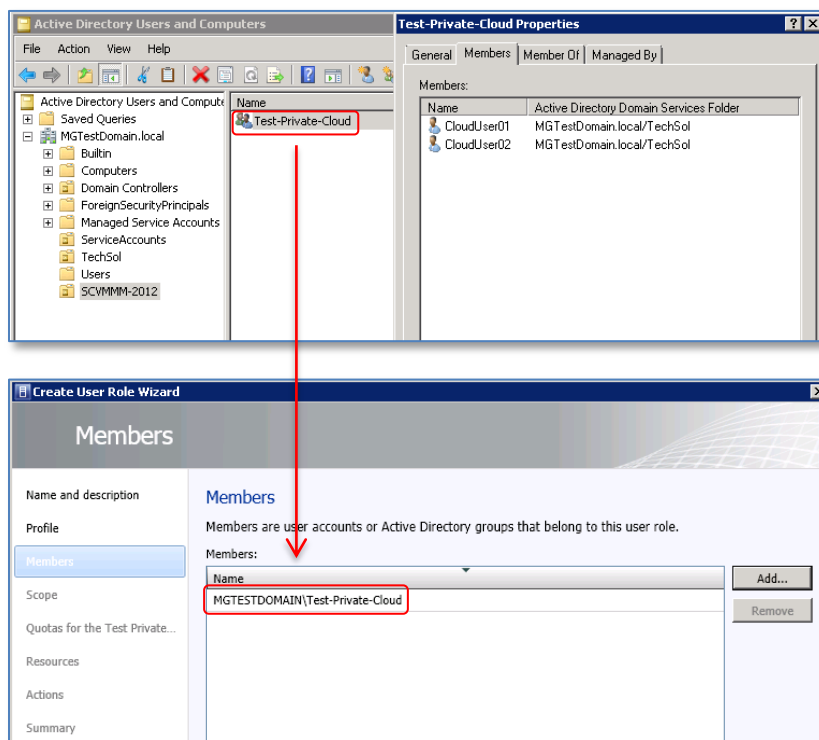 Active Directory Users and Computers
File Action View Help
Active Directory Users and Compute
Saved Queries
MGTestDomain.local
Builtin
Computers
Domain Controllers
ForeignSecurityPrincipals
Managed Service Accounts
ServiceAccounts
TechSol
Users
SCVMMM-2012
Name
Test-Private-Cloud
Test-Private-Cloud Properties
General Members Member Of Managed By
Members:
Name Active Directory Domain Services Folder
CloudUser01 MGTestDomain.local/TechSol
CloudUser02 MGTestDomain.local/TechSol
Create User Role Wizard
Members
Name and description
Profile
Members
Scope
Quotas for the Test Private...
Resources
Actions
Summary
Members
Members are user accounts or Active Directory groups that belong to this user role.
Members:
Name
MGTESTDOMAIN\Test-Private-Cloud
Add...
Remove